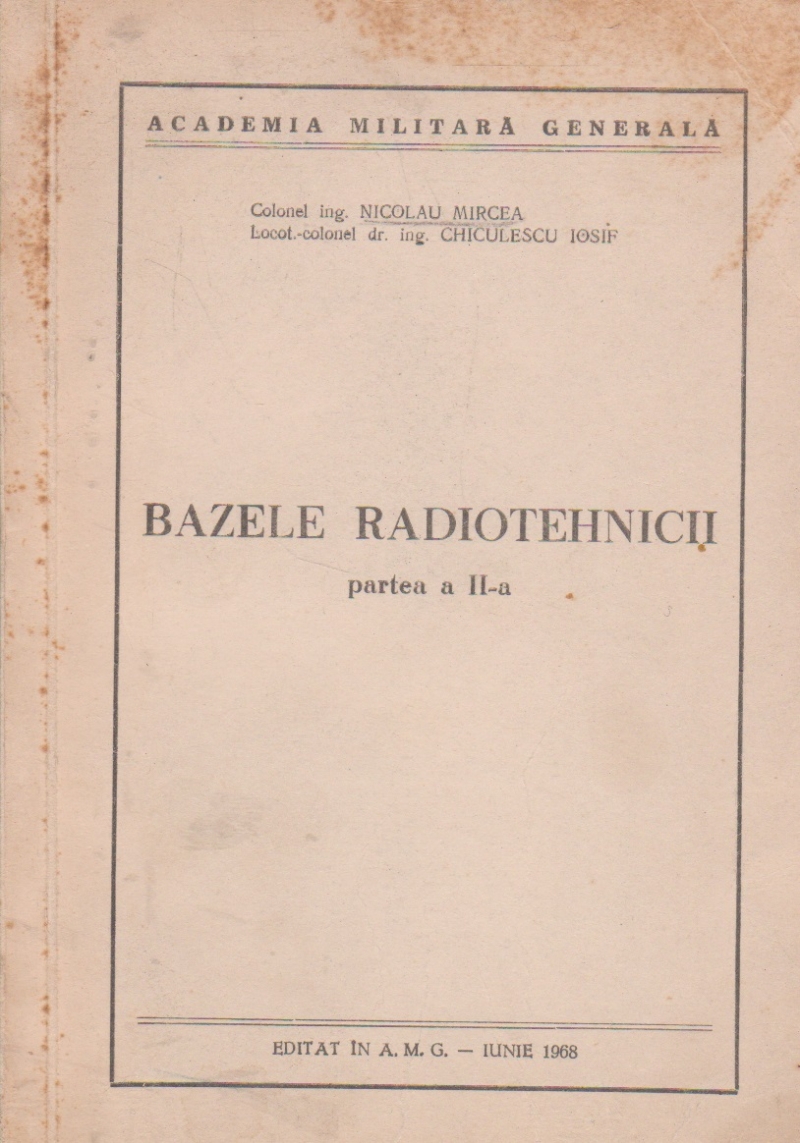 ACADEMIA MILITARĂ GENERALĂ
Colonel ing. NICOLAU MIRCEA
Locot.-colonel dr. ing. CHICULESCU IOSIF
BAZELE RADIOTEHNICII
partea a II-a
EDITAT ÎN A. M. G. — IUNIE 1968